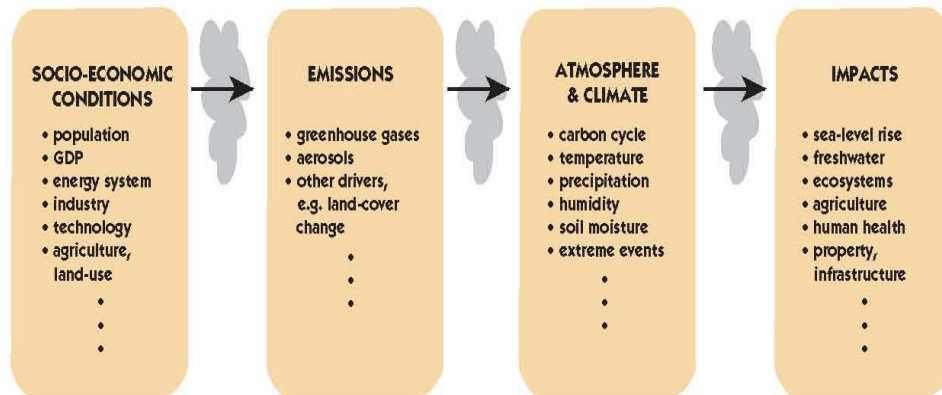 SOCIO-ECONOMIC
CONDITIONS
• population
• GDP
• energy system
• industry
• technology
• agriculture,
land-use
EMISSIONS
• greenhouse gases
• aerosols
• other drivers,
e.g. land-cover
change
ATMOSPHERE
& CLIMATE
• carbon cycle
• temperature
• precipitation
• humidity
• soil moisture
• extreme events
IMPACTS
• sea-level rise
• freshwater
• ecosystems
• agriculture
• human health
• property,
infrastructure